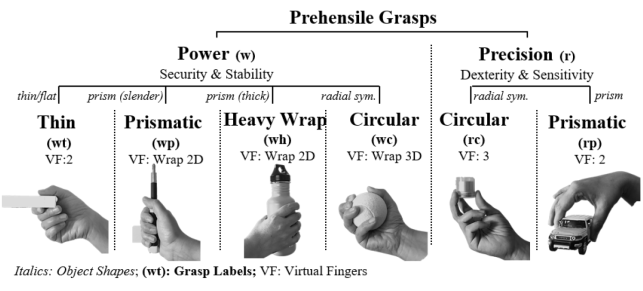 Prehensile Grasps
Power (w)
Security & Stability
Precision (r)
Dexterity & Sensitivity
thin/flat
prism (slender)
prism (thick)
radial sym.
radial sym.
prism
Thin
(wt)
VF:2
Prismatic
(wp)
VF: Wrap 2D
Heavy Wrap
(wh)
VF: Wrap 2D
Circular
(wc)
VF: Wrap 3D
Circular
(rc)
VF: 3
Prismatic
(rp)
VF: 2
Italics: Object Shapes; (wt): Grasp Labels; VF: Virtual Fingers